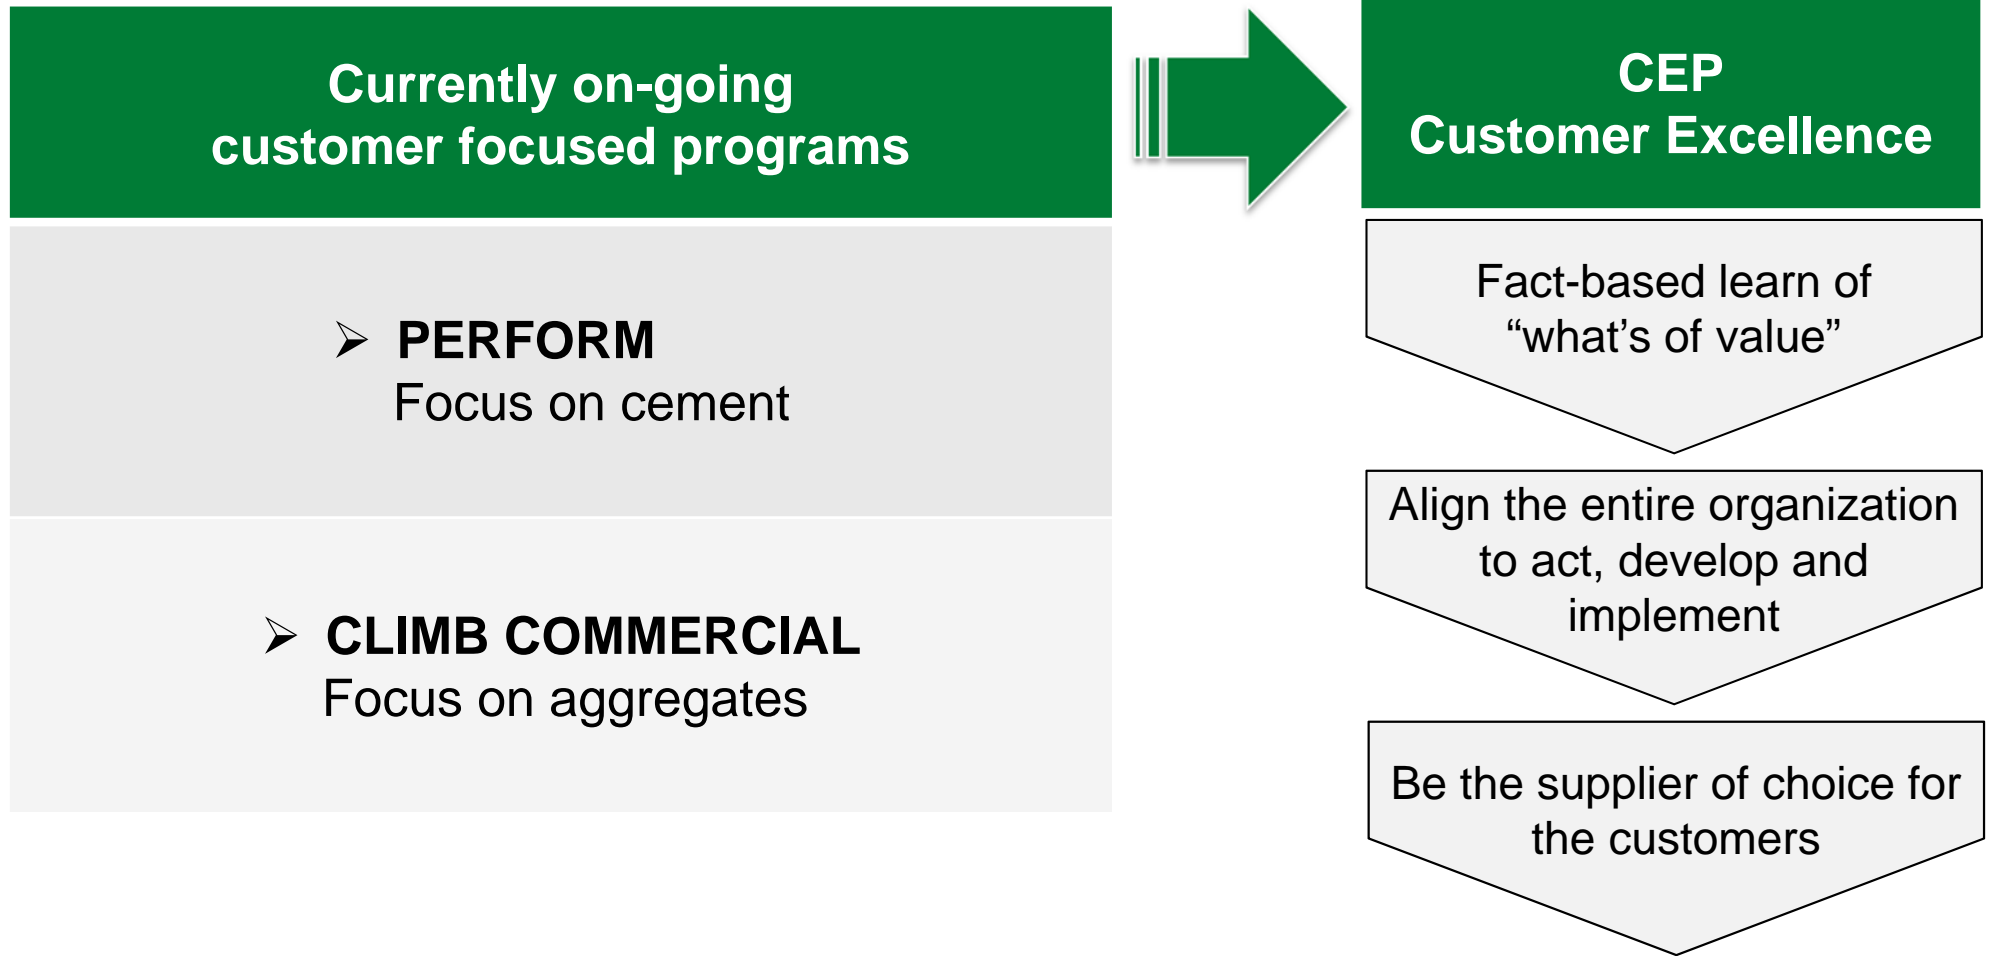 Currently on-going
customer focused programs
➢ PERFORM
Focus on cement
➢ CLIMB COMMERCIAL
Focus on aggregates
CEP
Customer Excellence
Fact-based learn of
“what’s of value”
Align the entire organization
to act, develop and
implement
Be the supplier of choice for
the customers